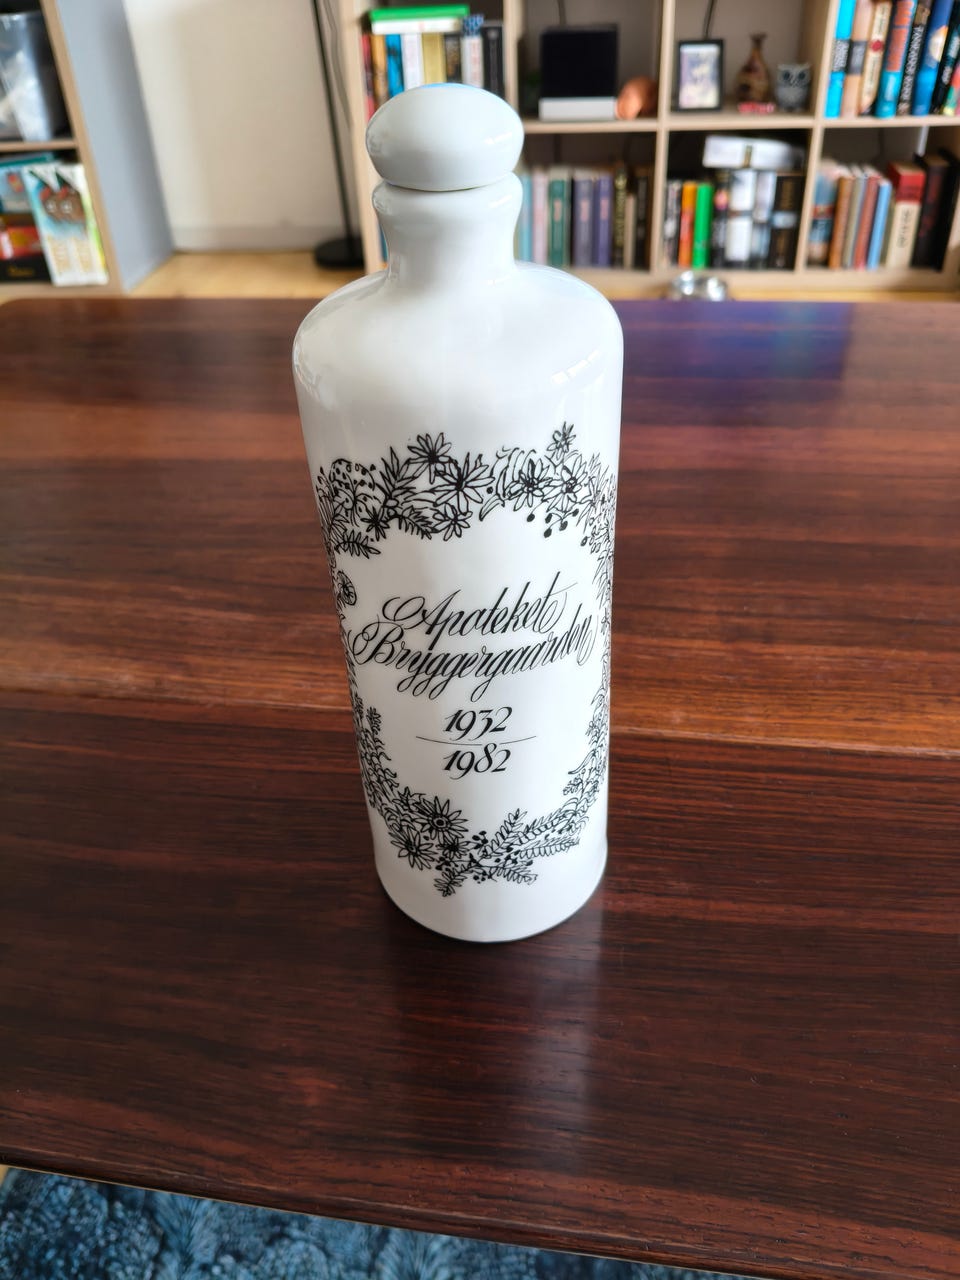 Apoteket
Bryggergaarden
1932
1982